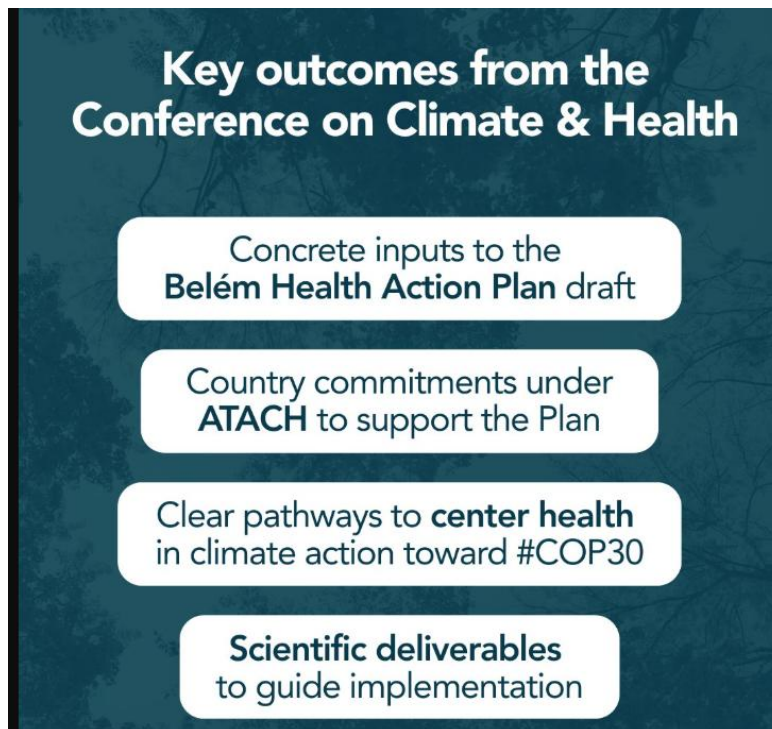 Key outcomes from the
Conference on Climate & Health
Concrete inputs to the
Belém Health Action Plan draft
Country commitments under
ATACH to support the Plan
Clear pathways to center health
in climate action toward #COP30
Scientific deliverables
to guide implementation